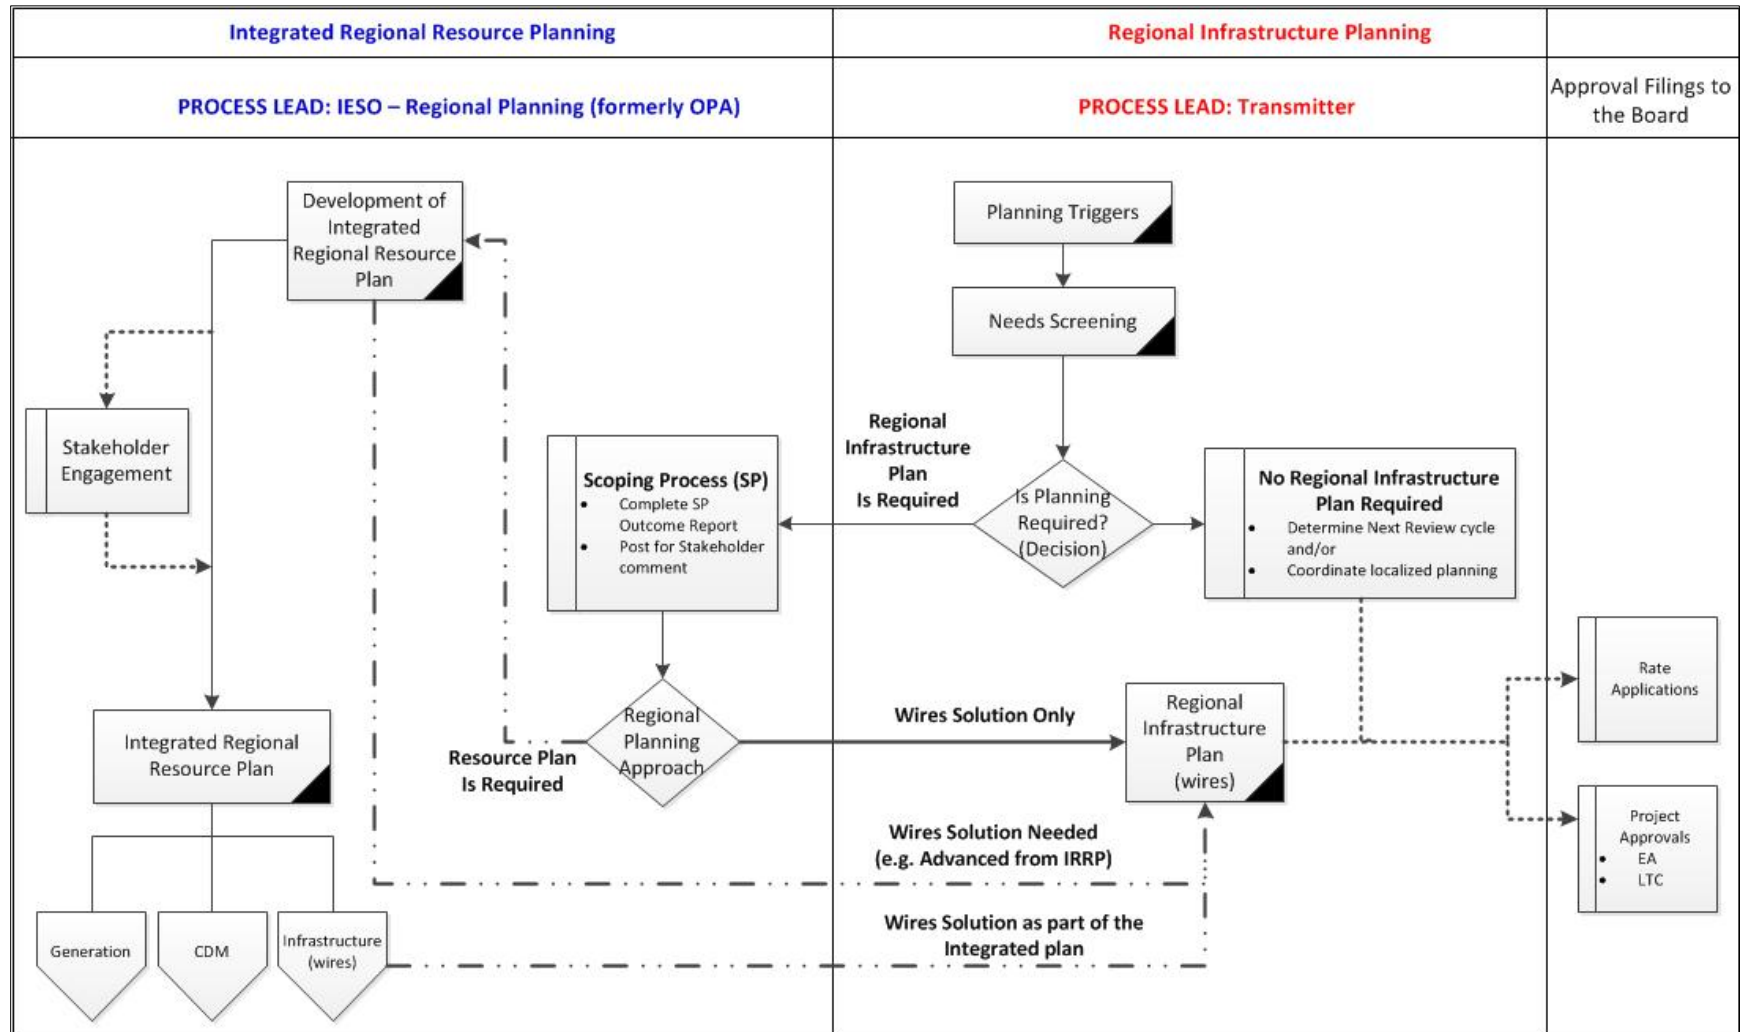 Integrated Regional Resource Planning
Regional Infrastructure Planning
PROCESS LEAD: IESO – Regional Planning (formerly OPA)
PROCESS LEAD: Transmitter
Approval Filings to
the Board
Development of
Integrated
Regional Resource
Plan
Planning Triggers
Needs Screening
Stakeholder
Engagement
Scoping Process (SP)
• Complete SP
Outcome Report
• Post for Stakeholder
comment
Regional
Infrastructure
Plan
Is Required
Is Planning
Required?
(Decision)
No Regional Infrastructure
Plan Required
• Determine Next Review cycle
and/or
• Coordinate localized planning
Integrated Regional
Resource Plan
Resource Plan
Is Required
Regional
Planning
Approach
Wires Solution Only
Regional
Infrastructure
Plan
(wires)
Rate
Applications
Wires Solution Needed
(e.g. Advanced from IRRP)
Project
Approvals
• EA
• LTC
Generation
CDM
Infrastructure
(wires)
Wires Solution as part of the
Integrated plan